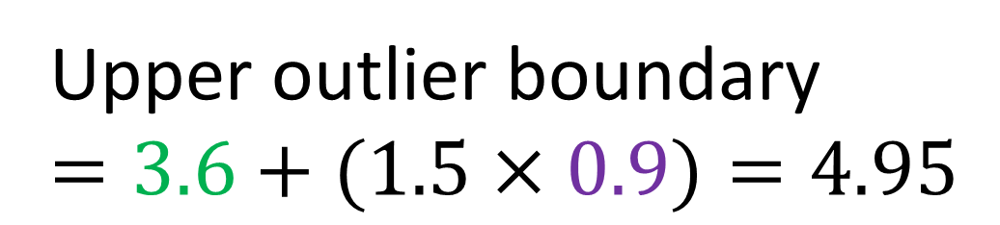 Upper outlier boundary
= 3.6 + (1.5 × 0.9) = 4.95